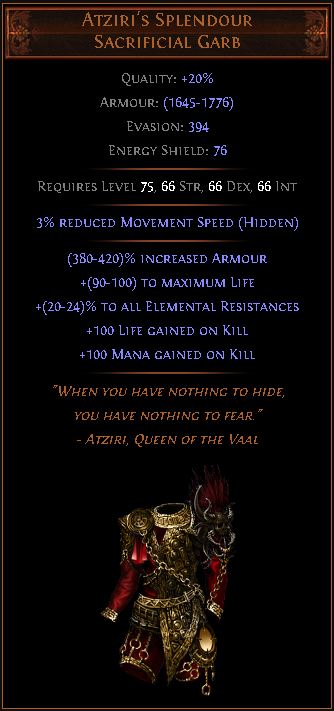 Atziri's Splendour
Sacrificial Garb
Quality: +20%
Armour: (1645-1776)
Evasion: 394
Energy Shield: 76
Requires Level 75, 66 Str, 66 Dex, 66 Int
3% reduced Movement Speed (Hidden)
(380-420)% increased Armour
+(90-100) to maximum Life
+(20-24)% to all Elemental Resistances
+100 Life gained on Kill
+100 Mana gained on Kill
"When you have nothing to hide,
you have nothing to fear."
- Atziri, Queen of the Vaal